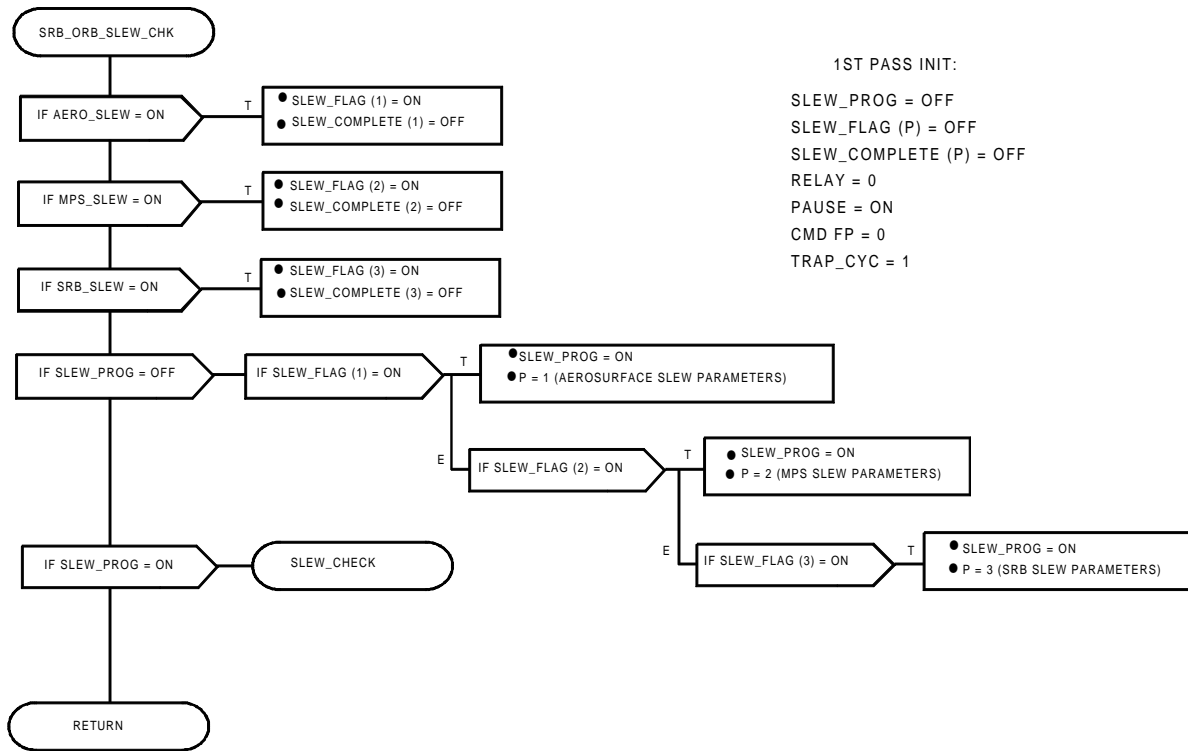 SRB_ORB_SLEW_CHK
1ST PASS INIT:
SLEW_PROG = OFF
SLEW_FLAG (P) = OFF
SLEW_COMPLETE (P) = OFF
RELAY = 0
PAUSE = ON
CMD FP = 0
TRAP_CYC = 1
IF AERO_SLEW = ON
T
● SLEW_FLAG (1) = ON
● SLEW_COMPLETE (1) = OFF
IF MPS_SLEW = ON
T
● SLEW_FLAG (2) = ON
● SLEW_COMPLETE (2) = OFF
IF SRB_SLEW = ON
T
● SLEW_FLAG (3) = ON
● SLEW_COMPLETE (3) = OFF
IF SLEW_PROG = OFF
IF SLEW_FLAG (1) = ON
T
● SLEW_PROG = ON
● P = 1 (AEROSURFACE SLEW PARAMETERS)
E
IF SLEW_FLAG (2) = ON
T
● SLEW_PROG = ON
● P = 2 (MPS SLEW PARAMETERS)
E
IF SLEW_FLAG (3) = ON
T
● SLEW_PROG = ON
● P = 3 (SRB SLEW PARAMETERS)
IF SLEW_PROG = ON
SLEW_CHECK
RETURN